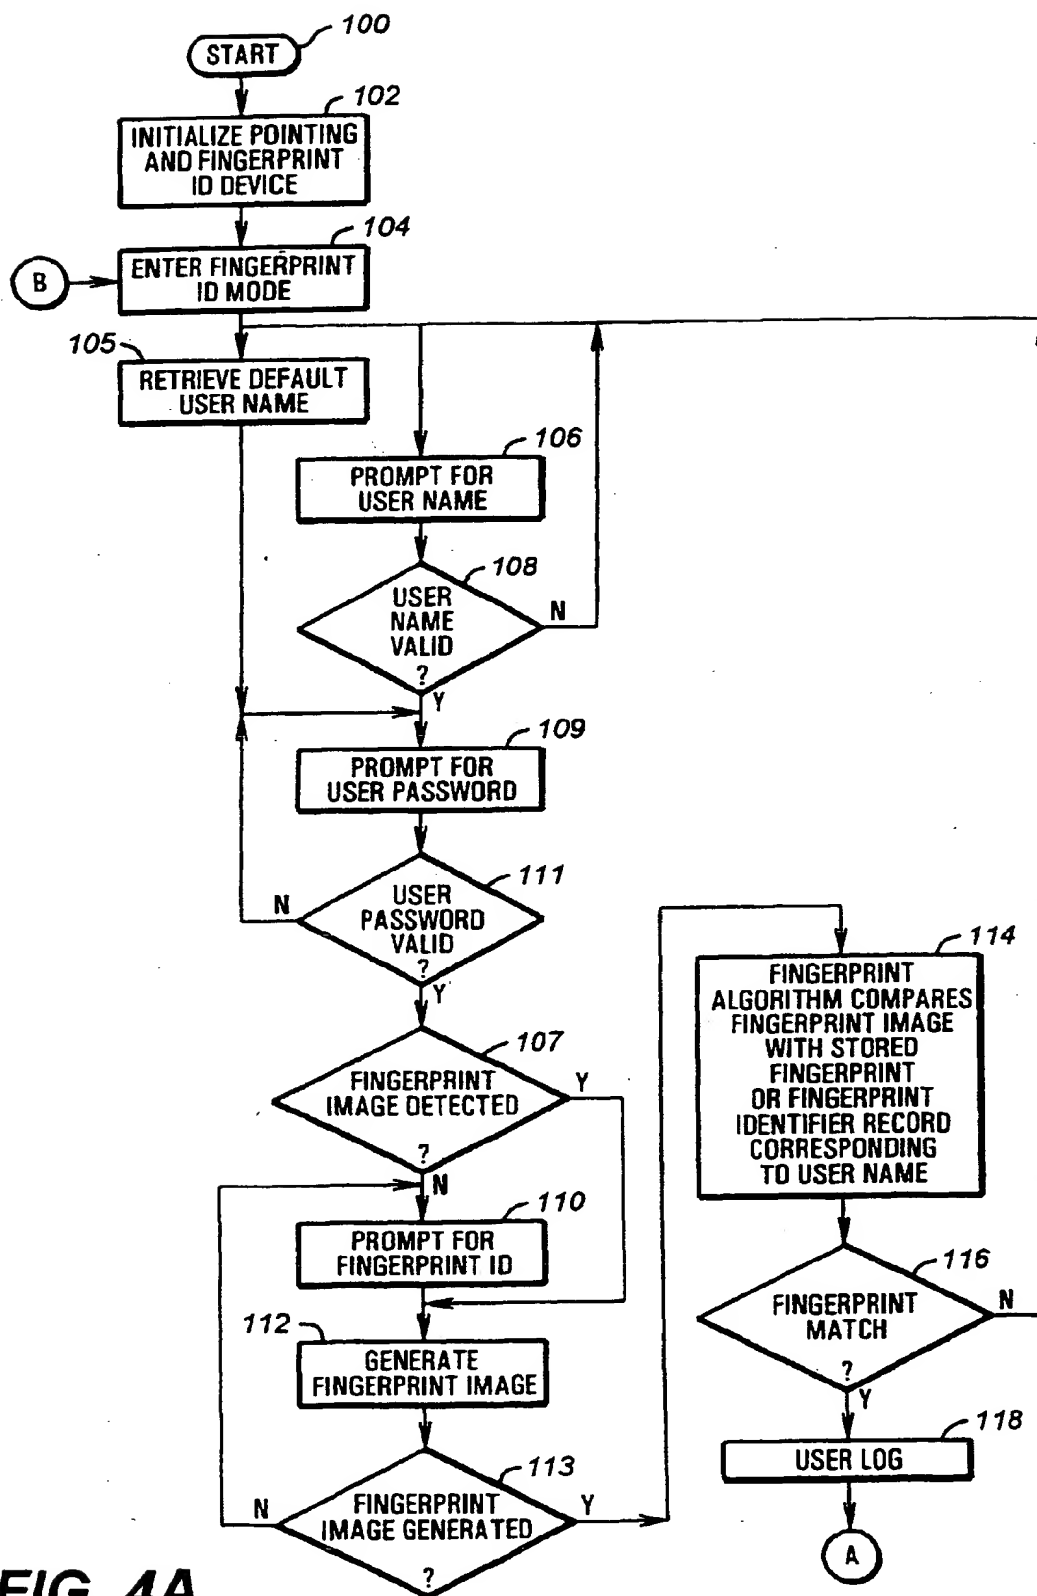 100
START
102
INITIALIZE POINTING
AND FINGERPRINT
ID DEVICE
104
B
ENTER FINGERPRINT
ID MODE
105
RETRIEVE DEFAULT
USER NAME
106
PROMPT FOR
USER NAME
108
USER
NAME
VALID
?
N
Y
109
PROMPT FOR
USER PASSWORD
111
USER
PASSWORD
VALID
?
N
Y
107
FINGERPRINT
IMAGE DETECTED
?
Y
N
110
PROMPT FOR
FINGERPRINT ID
112
GENERATE
FINGERPRINT IMAGE
113
FINGERPRINT
IMAGE GENERATED
?
N
Y
114
FINGERPRINT
ALGORITHM COMPARES
FINGERPRINT IMAGE
WITH STORED
FINGERPRINT
OR FINGERPRINT
IDENTIFIER RECORD
CORRESPONDING
TO USER NAME
116
FINGERPRINT
MATCH
?
N
Y
118
USER LOG
A
FIG. 4A